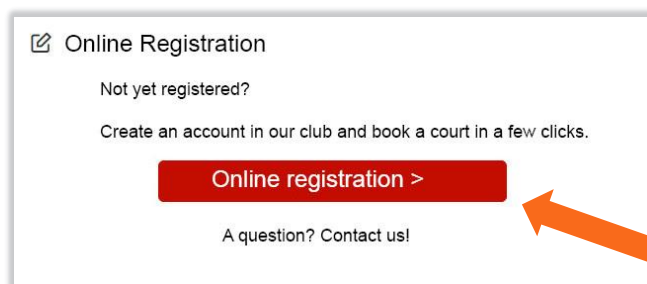 Online Registration
Not yet registered?
Create an account in our club and book a court in a few clicks.
Online registration >
A question? Contact us!